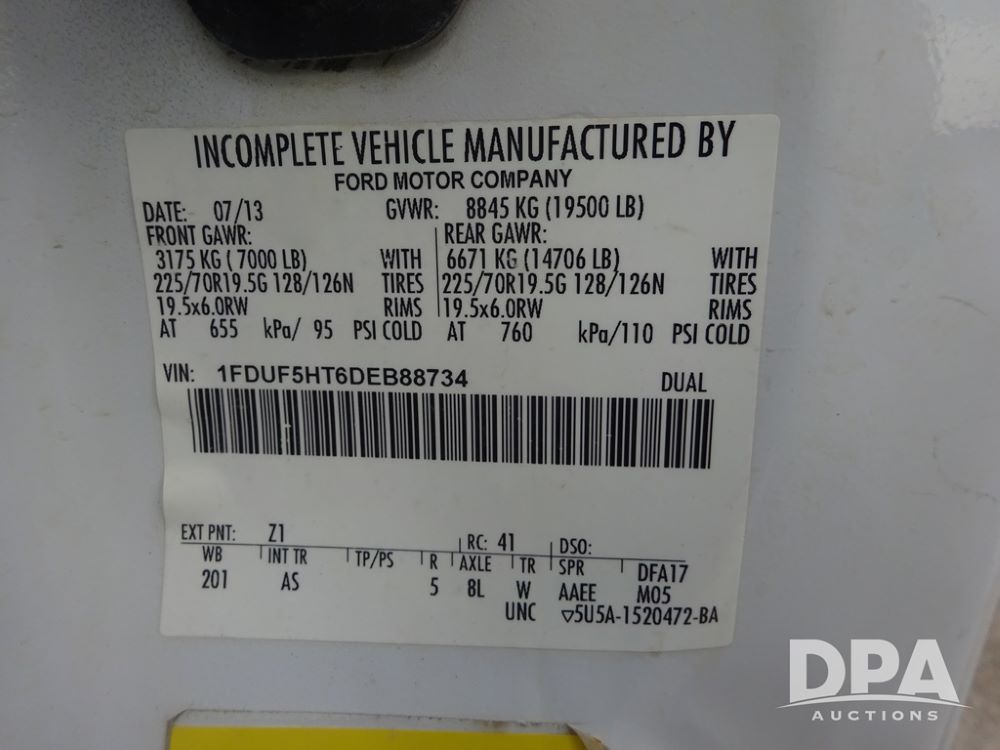 INCOMPLETE VEHICLE MANUFACTURED BY
FORD MOTOR COMPANY
DATE: 07/13 GVWR: 8845 KG (19500 LB)
FRONT GAWR: REAR GAWR:
3175 KG ( 7000 LB) WITH 6671 KG (14706 LB) WITH
225/70R19.5G 128/126N TIRES 225/70R19.5G 128/126N TIRES
19.5x6.0RW RIMS 19.5x6.0RW RIMS
AT 655 kPa/ 95 PSI COLD AT 760 kPa/110 PSI COLD
VIN: 1FDUF5HT6DEB88734 DUAL
EXT PNT: Z1 RC: 41 DSO:
WB INT TR TP/PS R AXLE TR SPR DFA17
201 AS 5 8L W AAEE M05
UNC ▽5U5A-1520472-BA
DPA
AUCTIONS